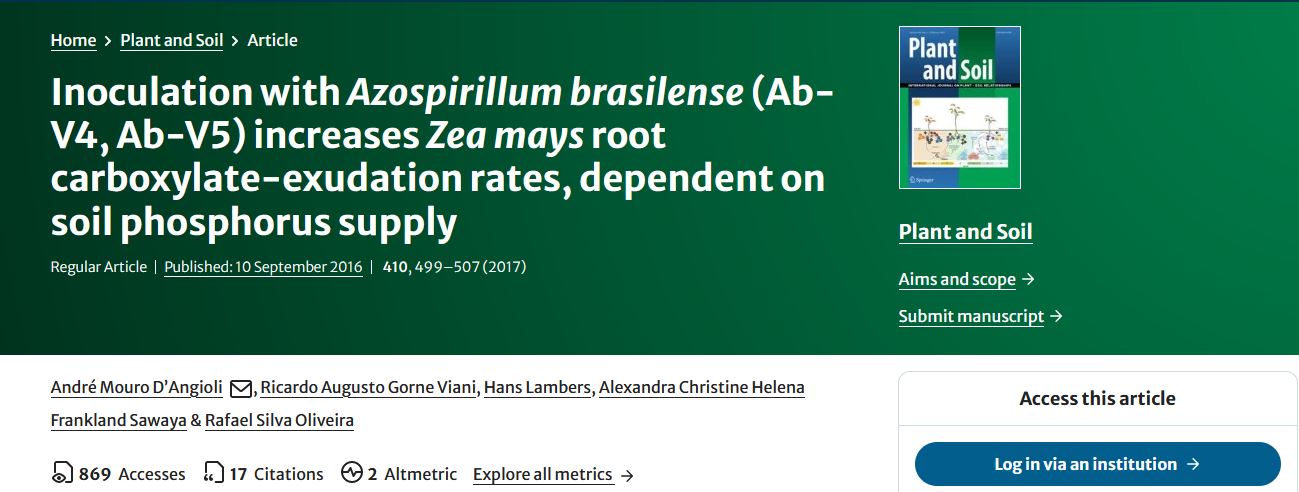 Home > Plant and Soil > Article
Inoculation with Azospirillum brasilense (Ab-
V4, Ab-V5) increases Zea mays root
carboxylate-exudation rates, dependent on
soil phosphorus supply
Regular Article | Published: 10 September 2016 | 410, 499–507 (2017)
Plant
and Soil
INTERNATIONAL JOURNAL ON PLANT - SOIL RELATIONSHIPS
Springer
Plant and Soil
Aims and scope →
Submit manuscript →
André Mouro D’Angioli, Ricardo Augusto Gorne Viani, Hans Lambers, Alexandra Christine Helena
Frankland Sawaya & Rafael Silva Oliveira
869 Accesses 17 Citations 2 Altmetric Explore all metrics →
Access this article
Log in via an institution →